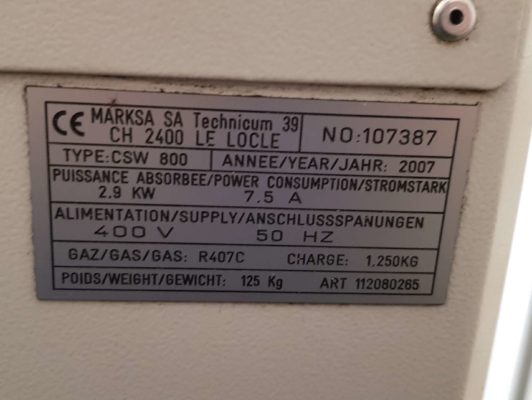 CE MARKSA SA Technicum 39
CH 2400 LE LOCLE
NO:107387
TYPE:CSW 800
ANNEE/YEAR/JAHR: 2007
PUISSANCE ABSORBEE/POWER CONSUMPTION/STROMSTARK
2.9 KW 7.5 A
ALIMENTATION/SUPPLY/ANSCHLUSSSPANUNGEN
400 V 50 HZ
GAZ/GAS/GAS: R407C CHARGE: 1.250KG
POIDS/WEIGHT/GEWICHT: 125 Kg ART 112080265